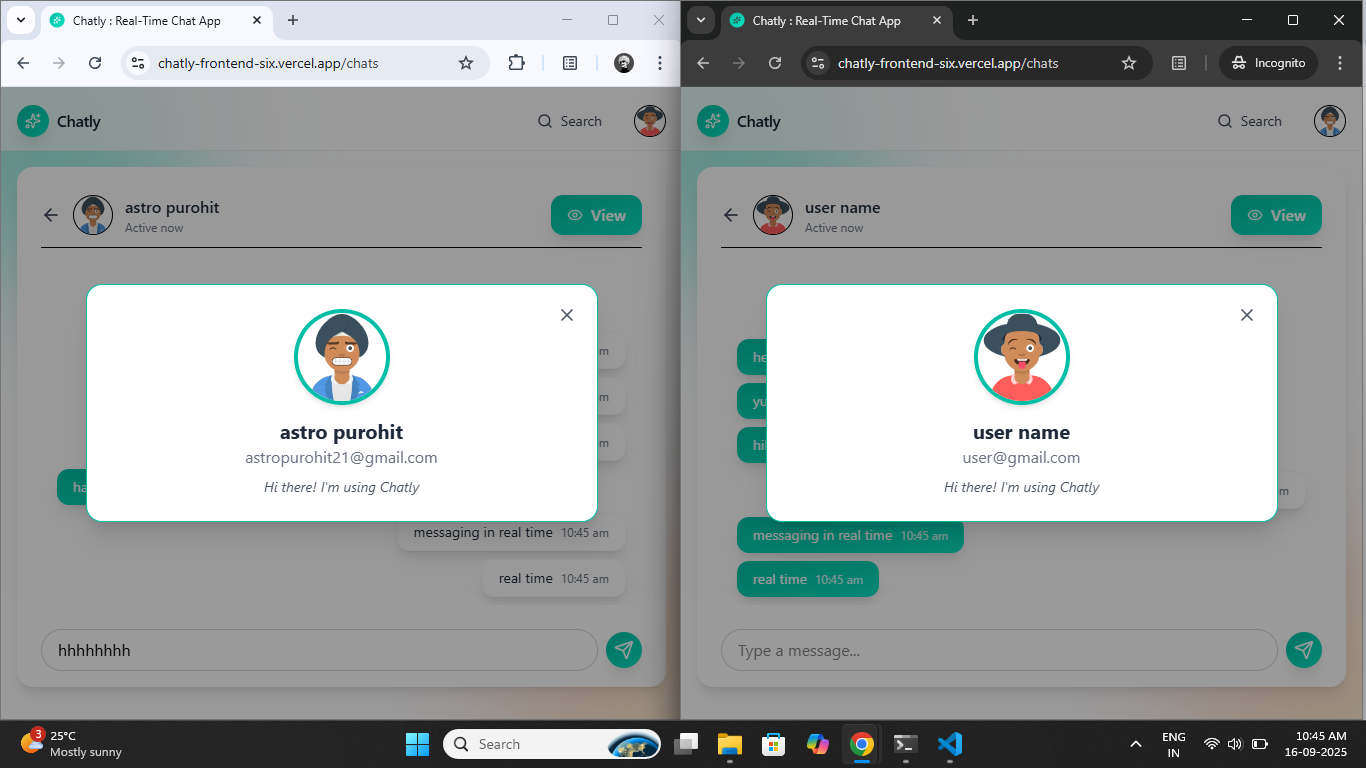 Chatly : Real-Time Chat App
chatly-frontend-six.vercel.app/chats
Chatly
Search
astro purohit
Active now
View
astro purohit
astropurohit21@gmail.com
Hi there! I'm using Chatly
m
m
m
ha
messaging in real time 10:45 am
real time 10:45 am
hhhhhhhh
Chatly : Real-Time Chat App
chatly-frontend-six.vercel.app/chats
Incognito
Chatly
Search
user name
Active now
View
he
yu
hi
user name
user@gmail.com
Hi there! I'm using Chatly
m
messaging in real time 10:45 am
real time 10:45 am
Type a message...
3
25°C
Mostly sunny
Search
ENG
IN
10:45 AM
16-09-2025